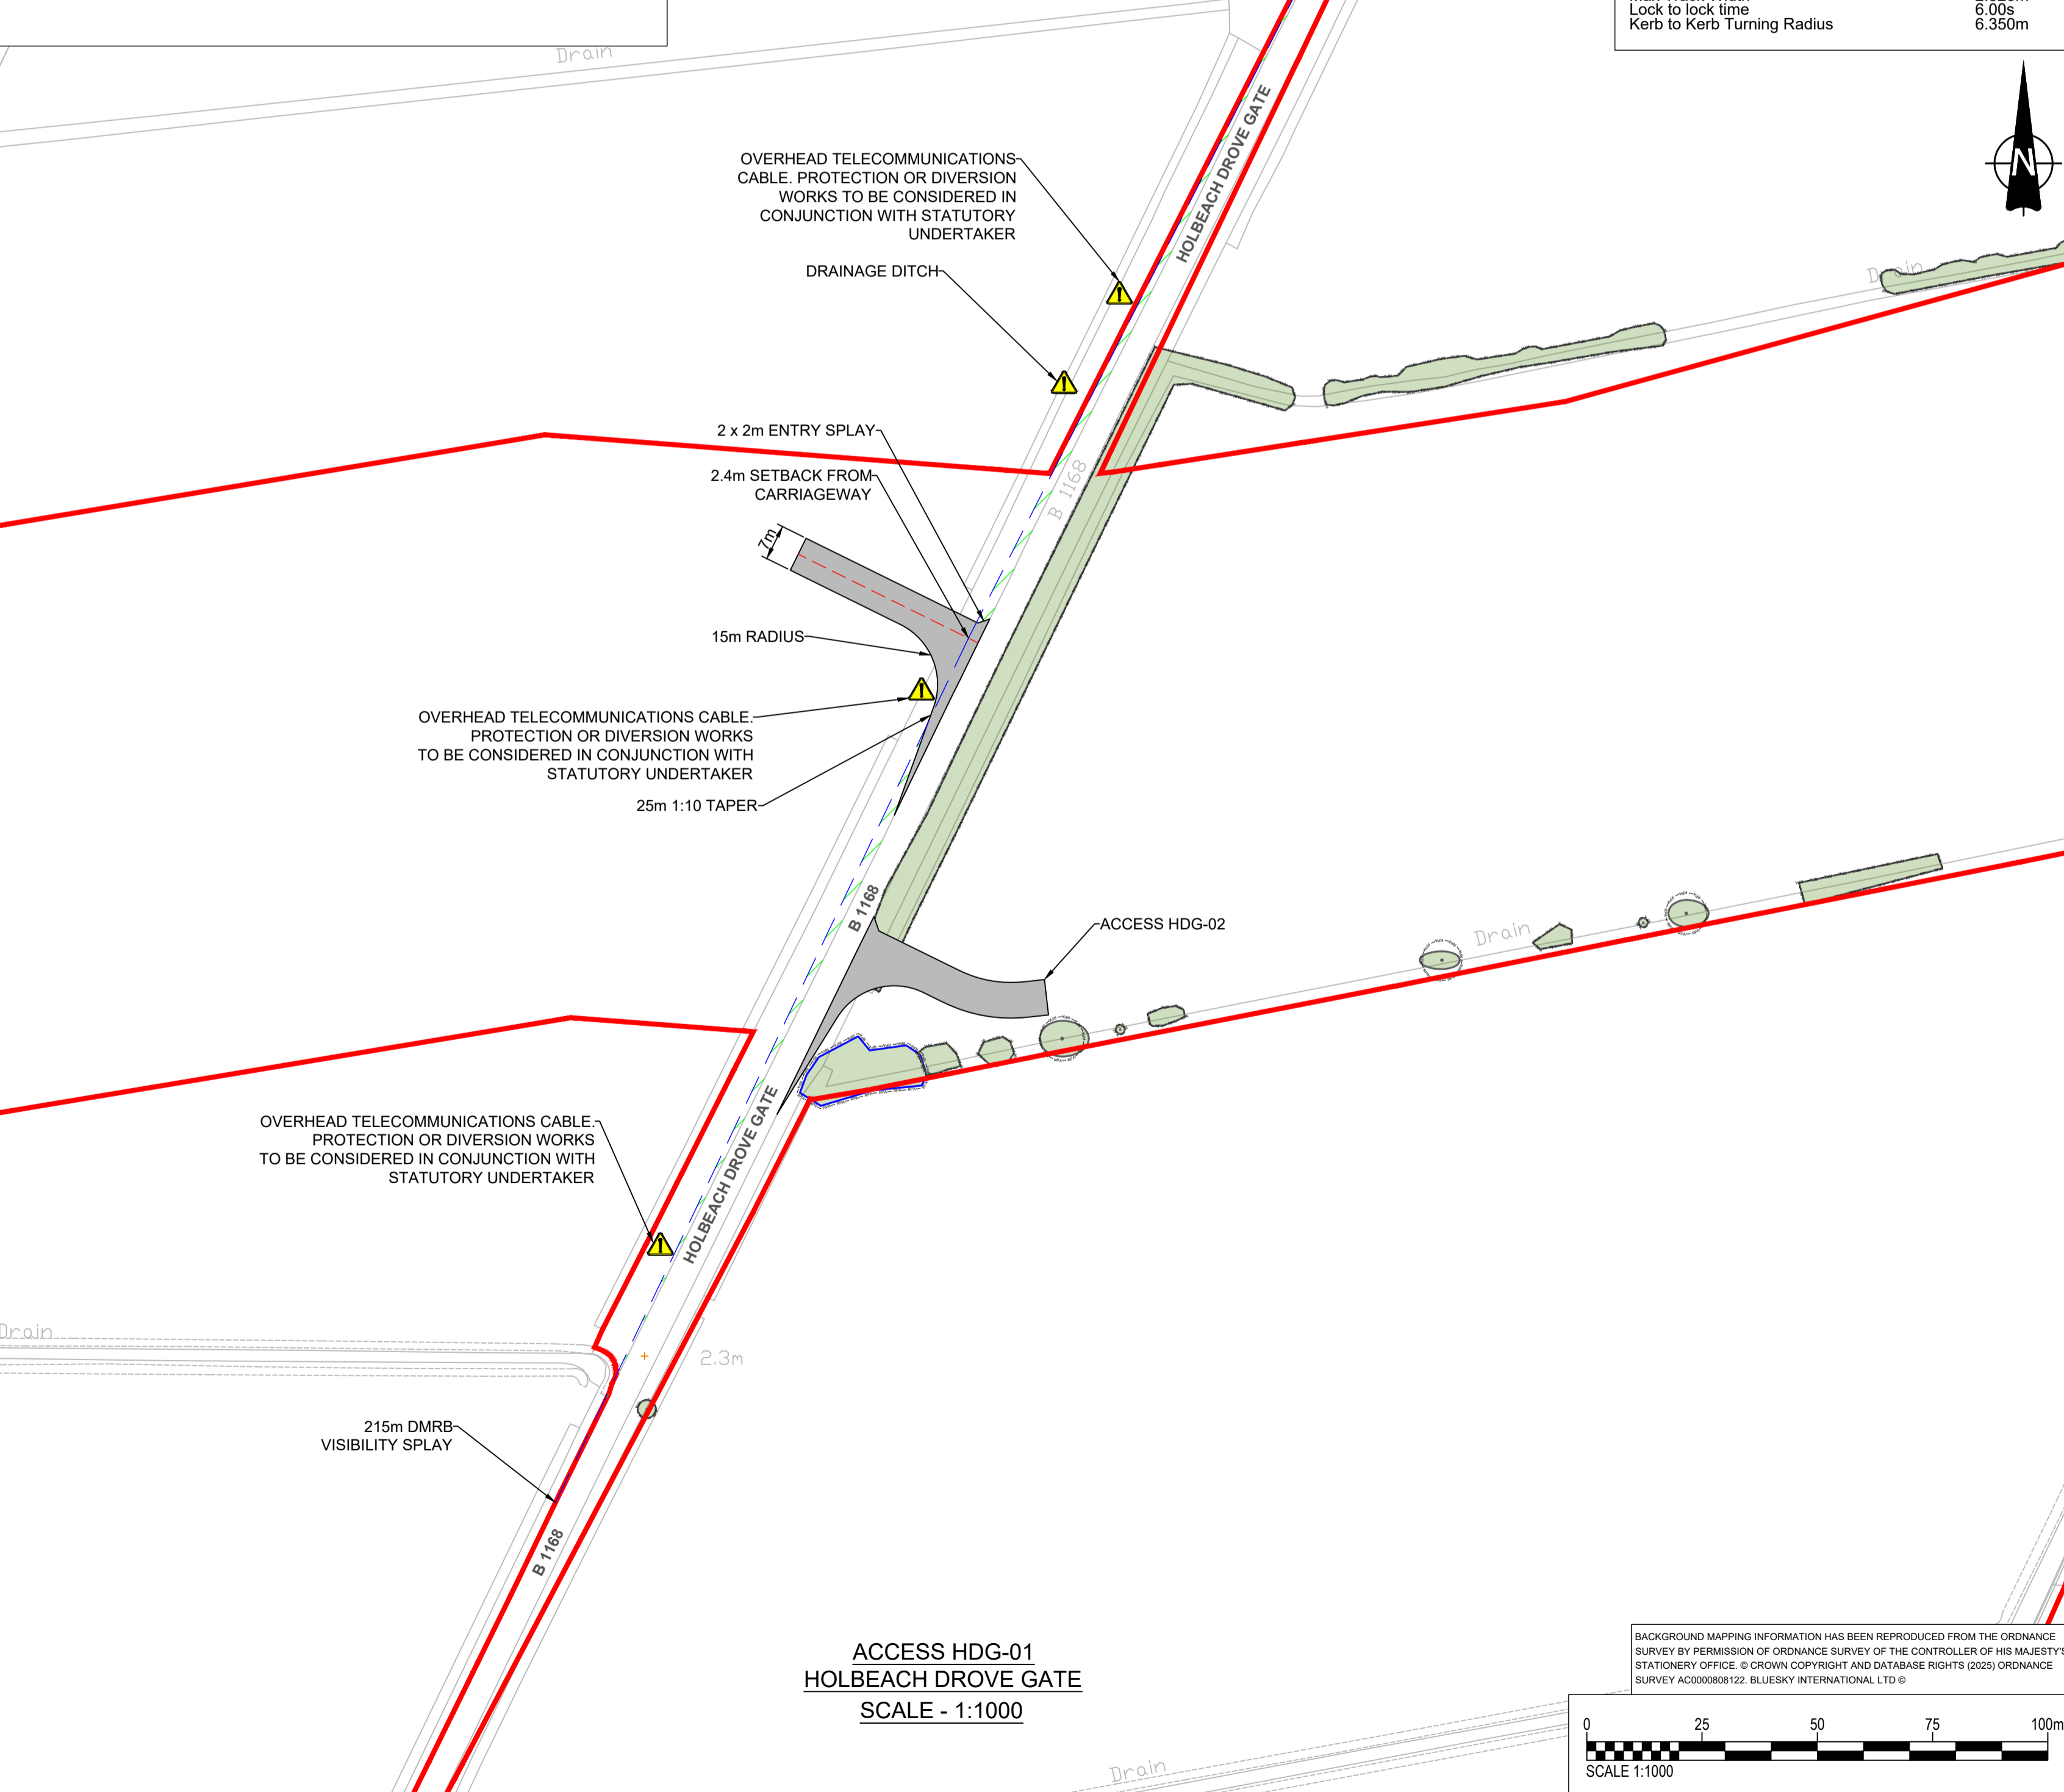 Lock to lock time 6.00s
Kerb to Kerb Turning Radius 6.350m
Drain
N
HOLBEACH DROVE GATE
OVERHEAD TELECOMMUNICATIONS
CABLE. PROTECTION OR DIVERSION
WORKS TO BE CONSIDERED IN
CONJUNCTION WITH STATUTORY
UNDERTAKER
DRAINAGE DITCH
Drain
2 x 2m ENTRY SPLAY
2.4m SETBACK FROM
CARRIAGEWAY
B 1168
7m
15m RADIUS
OVERHEAD TELECOMMUNICATIONS CABLE.
PROTECTION OR DIVERSION WORKS
TO BE CONSIDERED IN CONJUNCTION WITH
STATUTORY UNDERTAKER
25m 1:10 TAPER
B 1168
ACCESS HDG-02
Drain
OVERHEAD TELECOMMUNICATIONS CABLE.
PROTECTION OR DIVERSION WORKS
TO BE CONSIDERED IN CONJUNCTION WITH
STATUTORY UNDERTAKER
HOLBEACH DROVE GATE
Drain
2.3m
215m DMRB
VISIBILITY SPLAY
B 1168
ACCESS HDG-01
HOLBEACH DROVE GATE
SCALE - 1:1000
BACKGROUND MAPPING INFORMATION HAS BEEN REPRODUCED FROM THE ORDNANCE
SURVEY BY PERMISSION OF ORDNANCE SURVEY OF THE CONTROLLER OF HIS MAJESTY'S
STATIONERY OFFICE. © CROWN COPYRIGHT AND DATABASE RIGHTS (2025) ORDNANCE
SURVEY AC0000808122. BLUESKY INTERNATIONAL LTD ©
0 25 50 75 100m
SCALE 1:1000
Drain